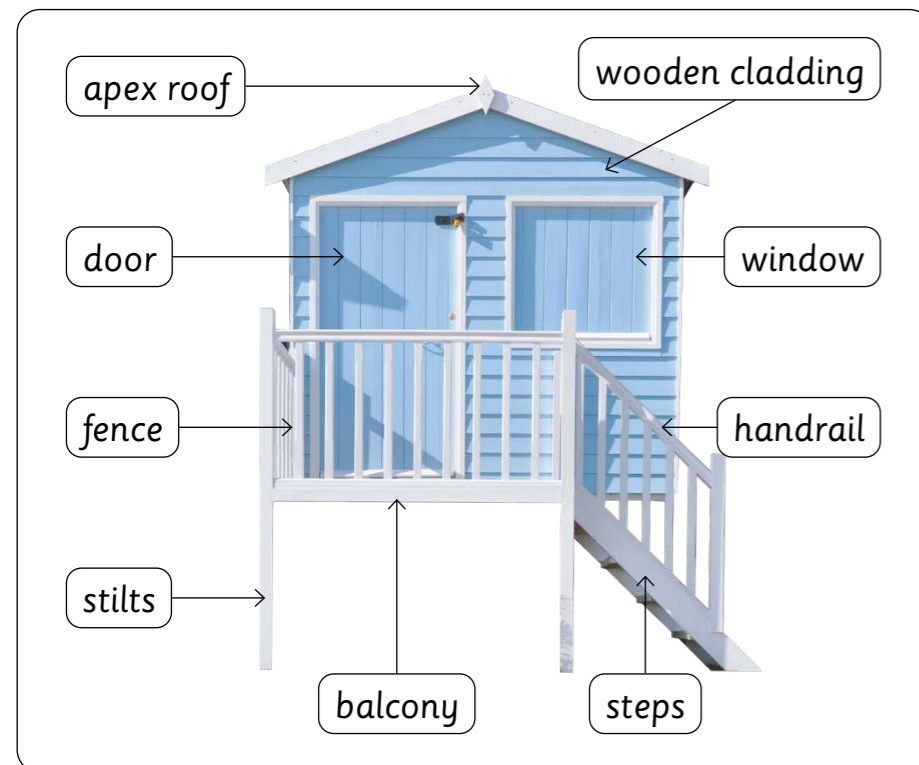 apex roof
wooden cladding
door
window
fence
handrail
stilts
balcony
steps